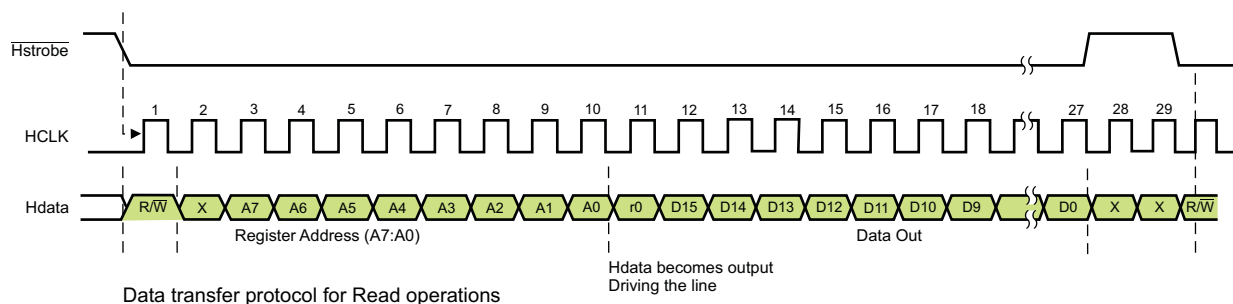 Hstrobe
1 2 3 4 5 6 7 8 9 10 11 12 13 14 15 16 17 18 27 28 29
HCLK
Hdata R/W X A7 A6 A5 A4 A3 A2 A1 A0 r0 D15 D14 D13 D12 D11 D10 D9 D0 X X R/W
Register Address (A7:A0) Data Out
Hdata becomes output
Driving the line
Data transfer protocol for Read operations